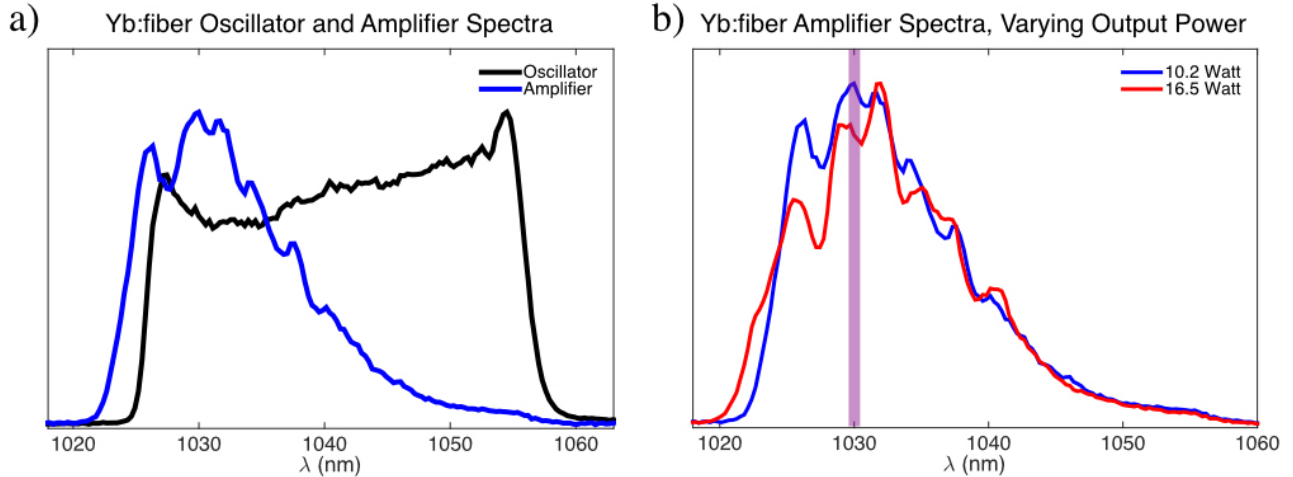 a)
Yb:fiber Oscillator and Amplifier Spectra
Oscillator
Amplifier
1020 1030 1040 1050 1060
λ (nm)
b)
Yb:fiber Amplifier Spectra, Varying Output Power
10.2 Watt
16.5 Watt
1020 1030 1040 1050 1060
λ (nm)